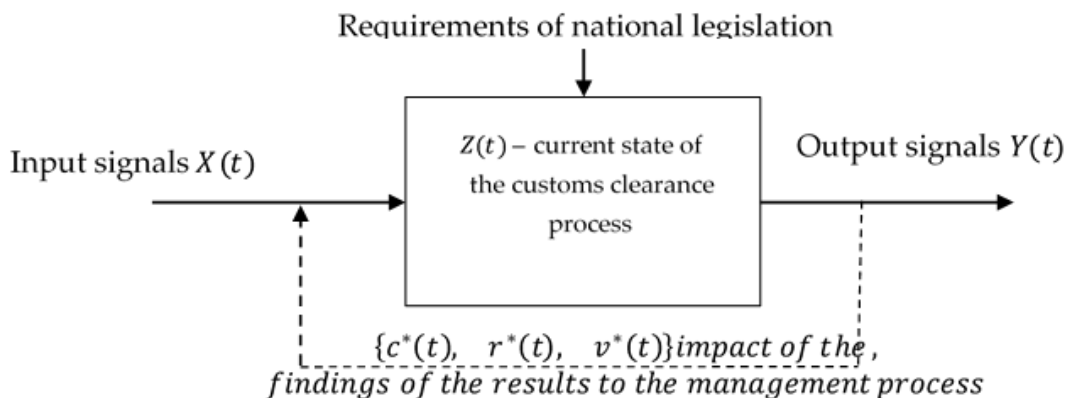 Requirements of national legislation
Z(t) – current state of
the customs clearance
process
Input signals X(t)
Output signals Y(t)
{c*(t), r*(t), v*(t)}impact of the ,
findings of the results to the management process